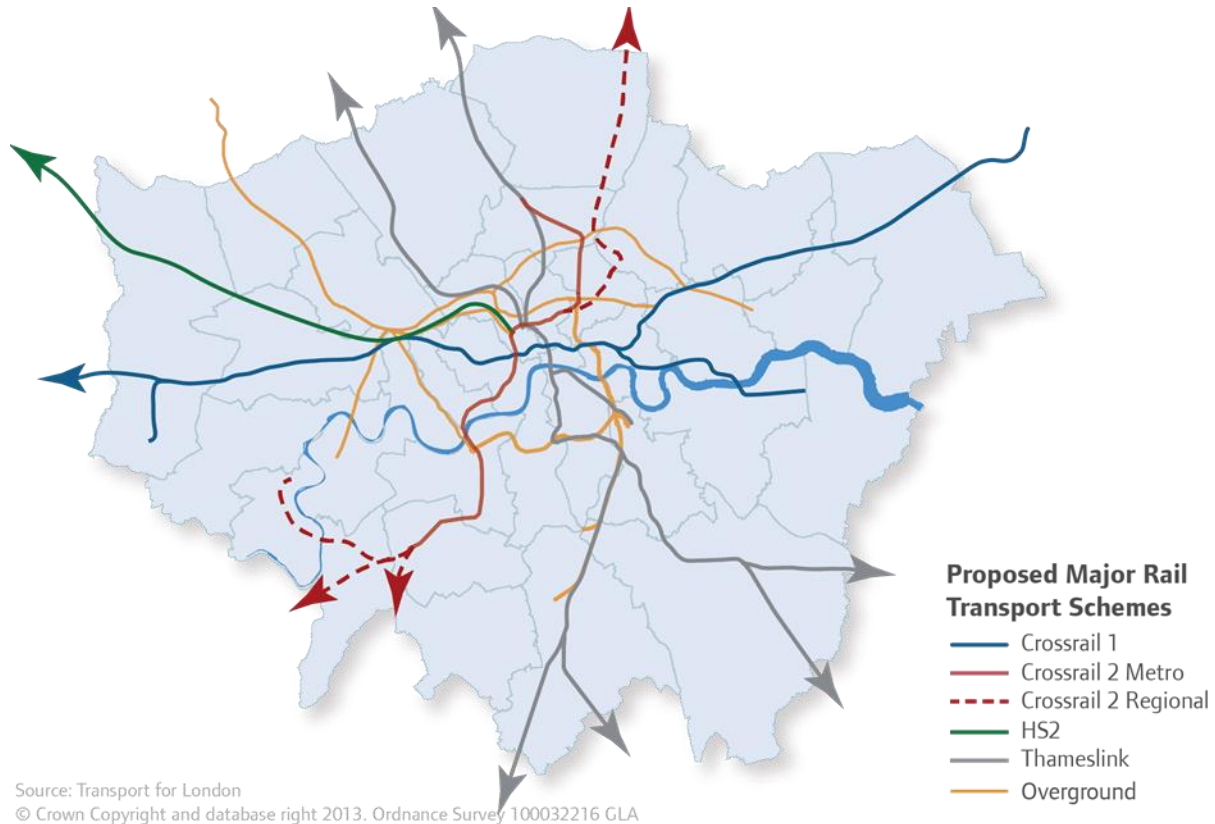 Proposed Major Rail
Transport Schemes
Crossrail 1
Crossrail 2 Metro
Crossrail 2 Regional
HS2
Thameslink
Overground
Source: Transport for London
© Crown Copyright and database right 2013. Ordnance Survey 100032216 GLA